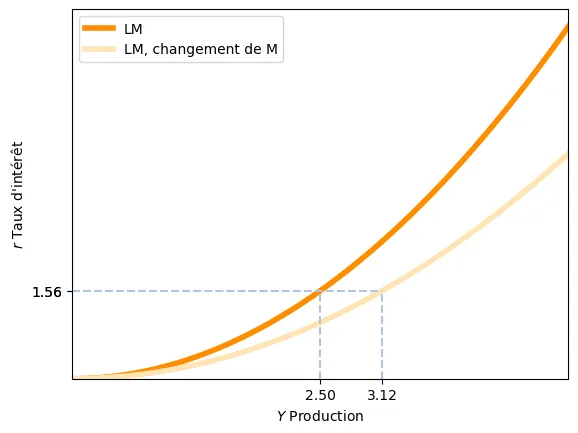 LM
LM, changement de M
r Taux d'intérêt
1.56
2.50
3.12
Y Production